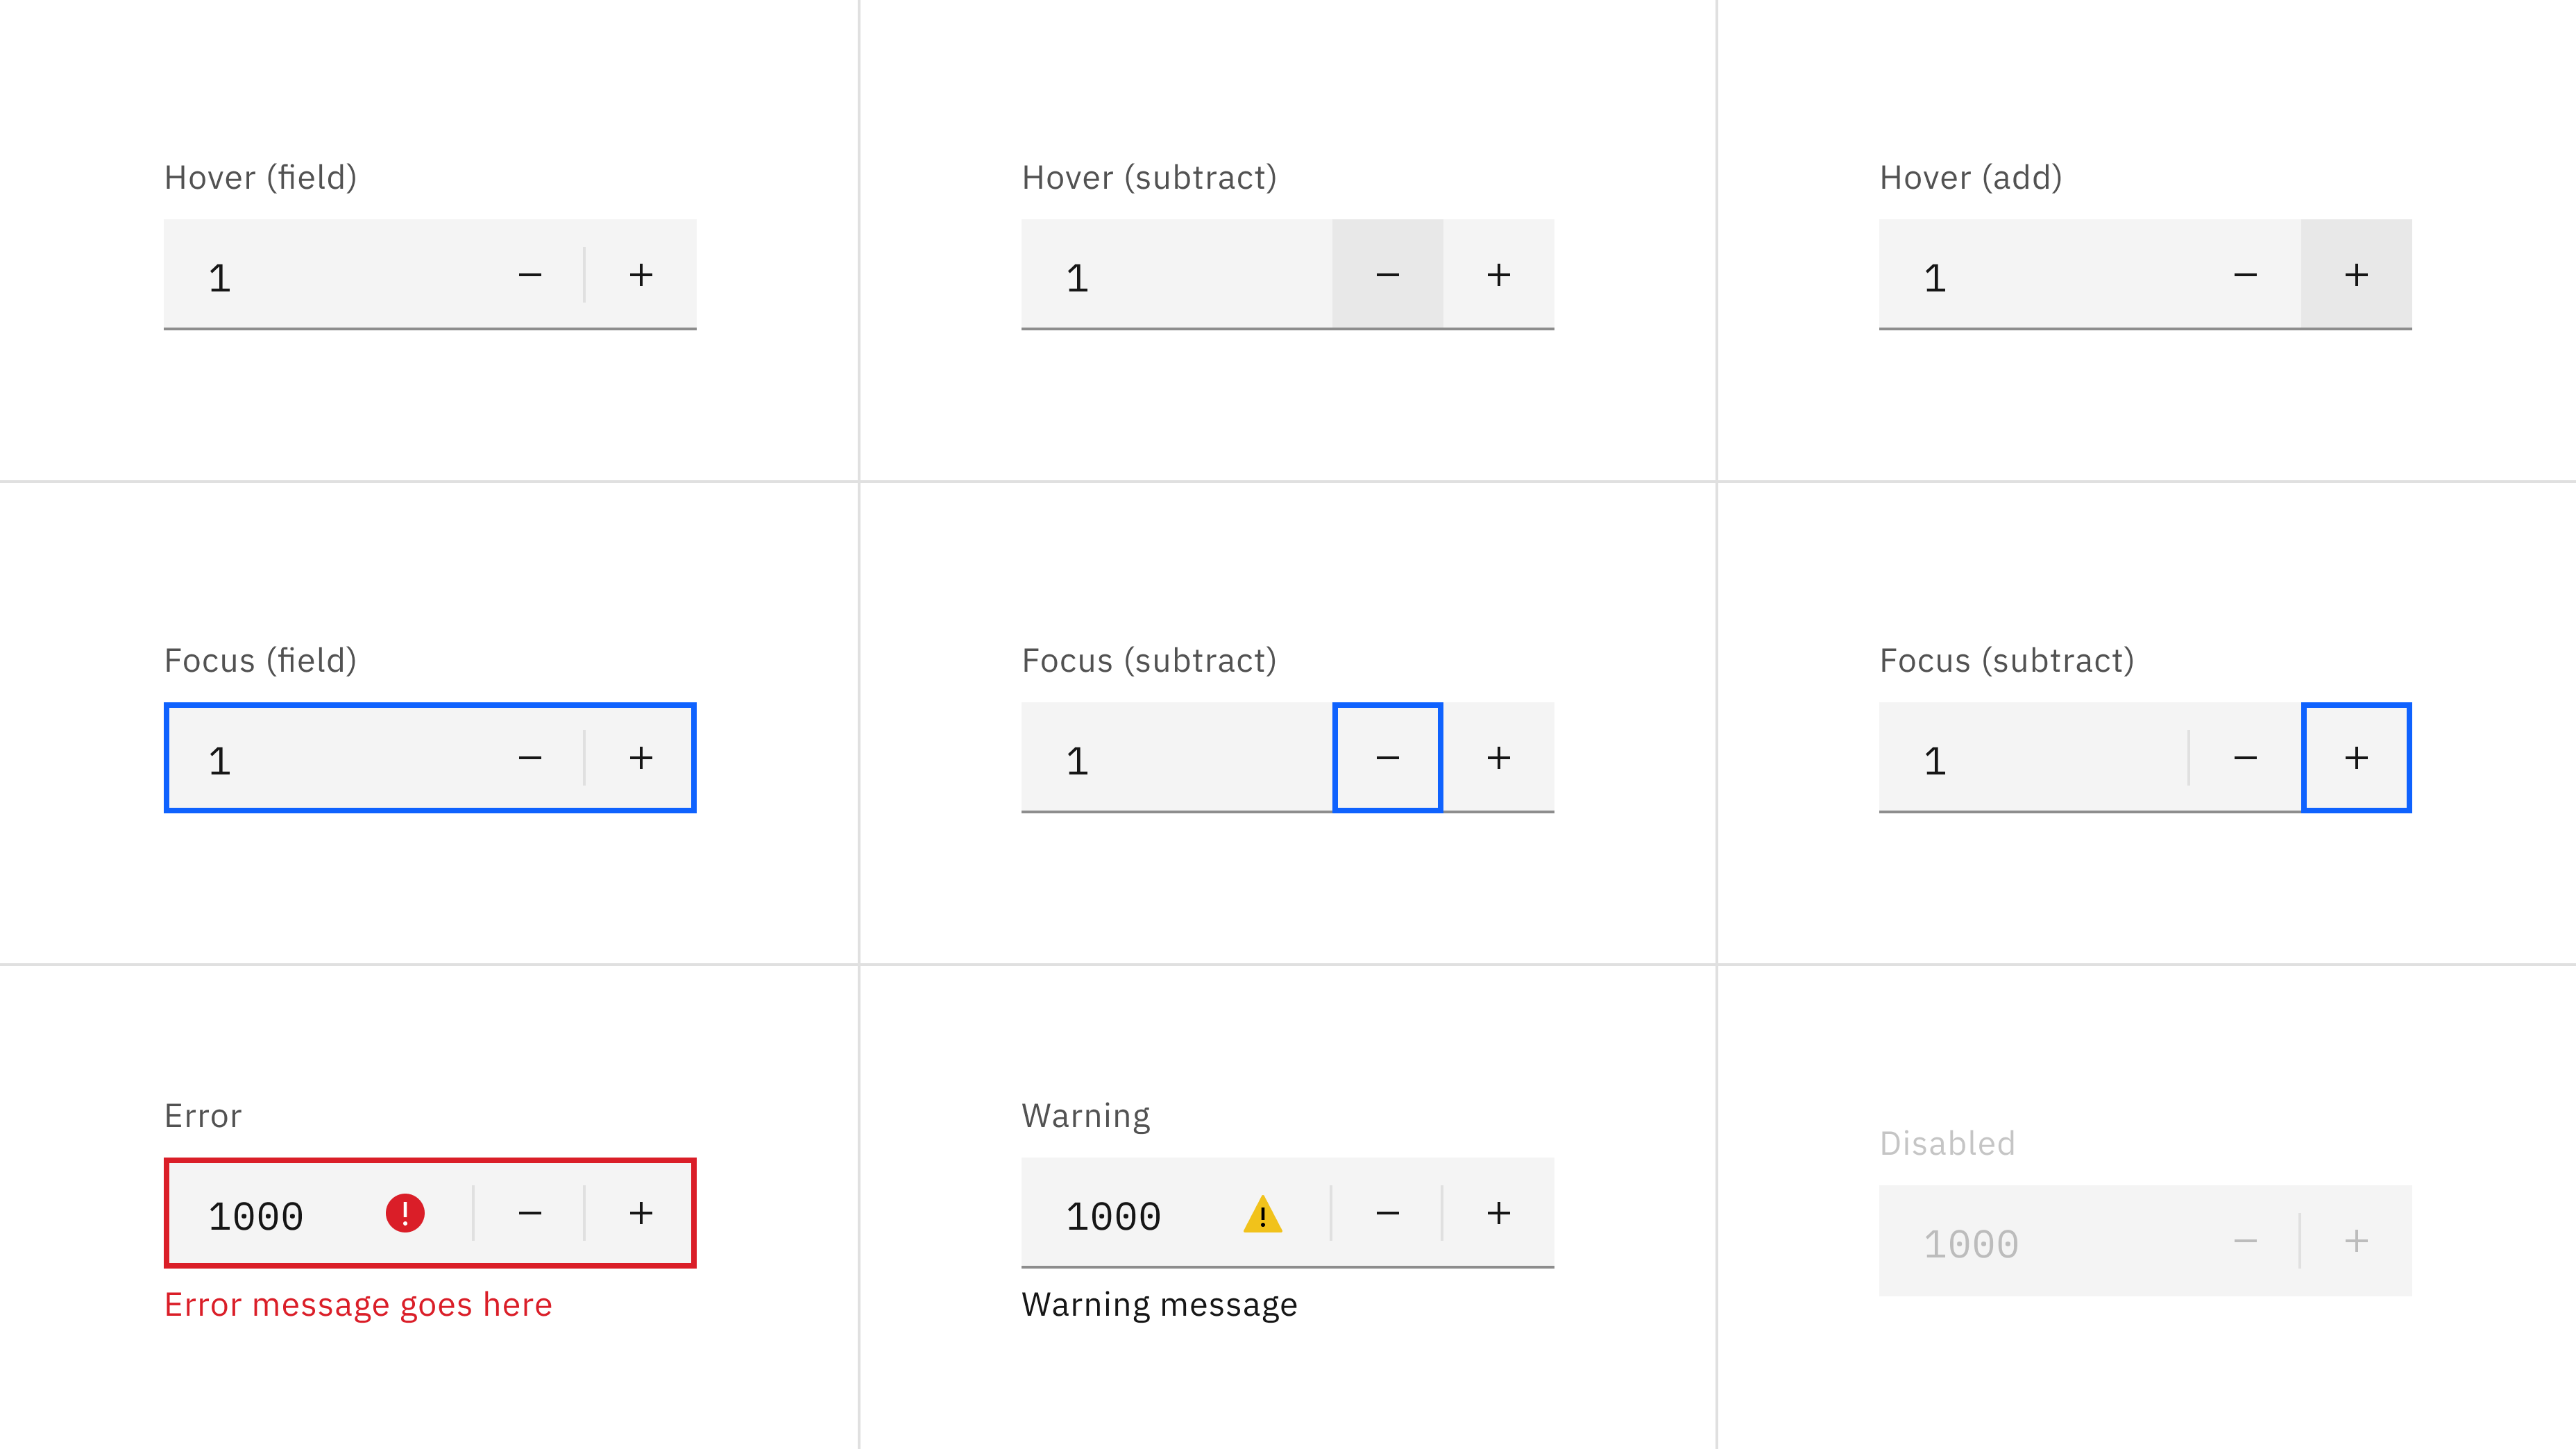 Hover (field)
1 − +
Hover (subtract)
1 − +
Hover (add)
1 − +
Focus (field)
1 − +
Focus (subtract)
1 − +
Focus (subtract)
1 − +
Error
1000 ! − +
Error message goes here
Warning
1000 ! − +
Warning message
Disabled
1000 − +